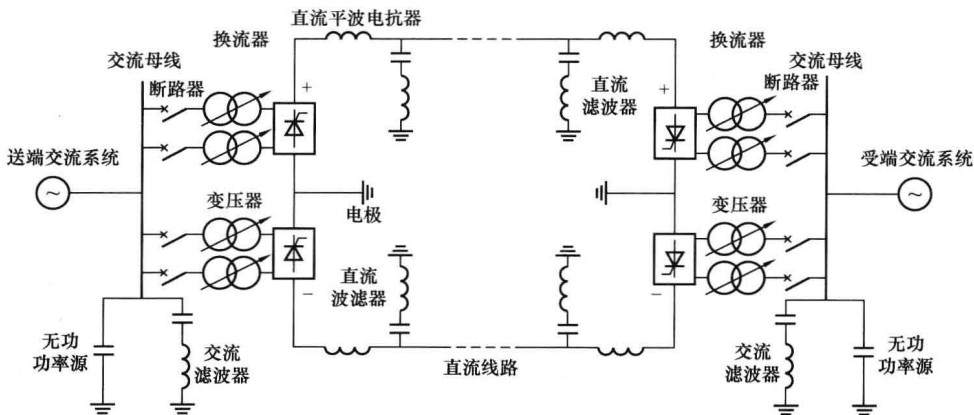 直流平波电抗器
换流器
换流器
交流母线
交流母线
断路器
断路器
直流
滤波器
+
+
送端交流系统
受端交流系统
~
~
变压器
变压器
电极
直流
波滤器
−
−
无功
功率源
交流
滤波器
直流线路
交流
滤波器
无功
功率源